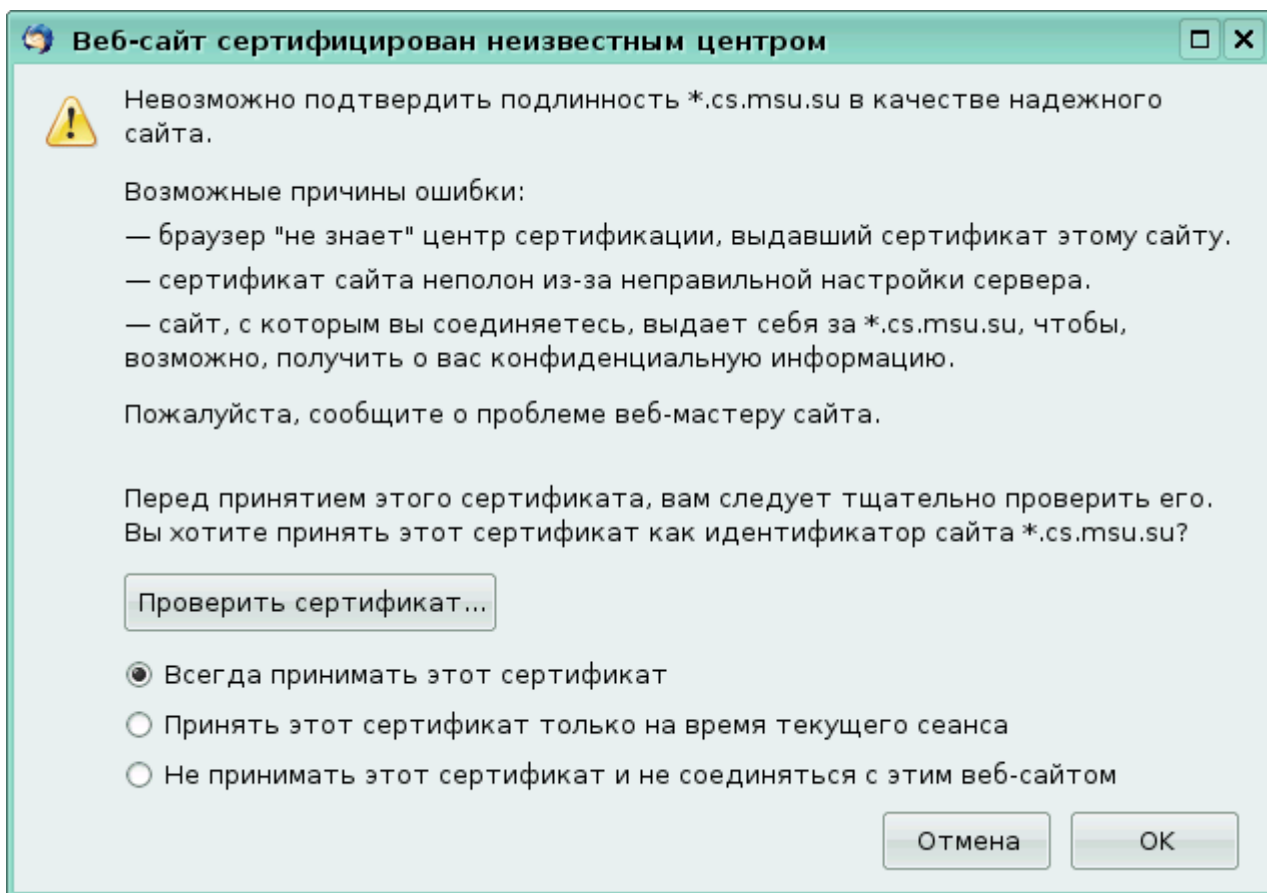 Веб-сайт сертифицирован неизвестным центром
Невозможно подтвердить подлинность *.cs.msu.su в качестве надежного
сайта.
Возможные причины ошибки:
— браузер "не знает" центр сертификации, выдавший сертификат этому сайту.
— сертификат сайта неполон из-за неправильной настройки сервера.
— сайт, с которым вы соединяетесь, выдает себя за *.cs.msu.su, чтобы,
возможно, получить о вас конфиденциальную информацию.
Пожалуйста, сообщите о проблеме веб-мастеру сайта.
Перед принятием этого сертификата, вам следует тщательно проверить его.
Вы хотите принять этот сертификат как идентификатор сайта *.cs.msu.su?
Проверить сертификат...
Всегда принимать этот сертификат
Принять этот сертификат только на время текущего сеанса
Не принимать этот сертификат и не соединяться с этим веб-сайтом
Отмена
OK